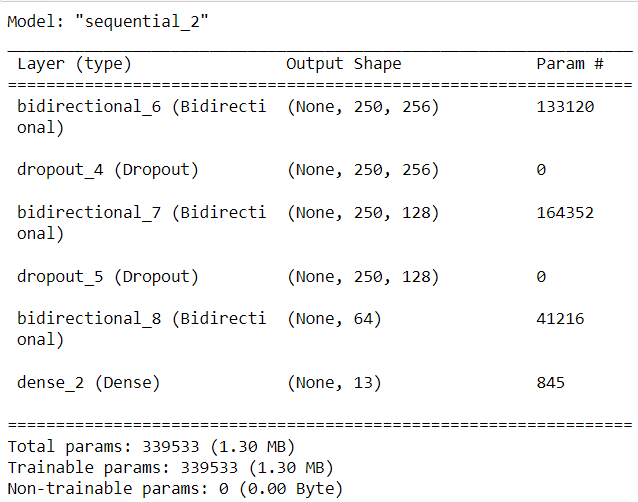 Model: "sequential_2"
Layer (type) Output Shape Param #
bidirectional_6 (Bidirecti (None, 250, 256) 133120
onal)
dropout_4 (Dropout) (None, 250, 256) 0
bidirectional_7 (Bidirecti (None, 250, 128) 164352
onal)
dropout_5 (Dropout) (None, 250, 128) 0
bidirectional_8 (Bidirecti (None, 64) 41216
onal)
dense_2 (Dense) (None, 13) 845
Total params: 339533 (1.30 MB)
Trainable params: 339533 (1.30 MB)
Non-trainable params: 0 (0.00 Byte)